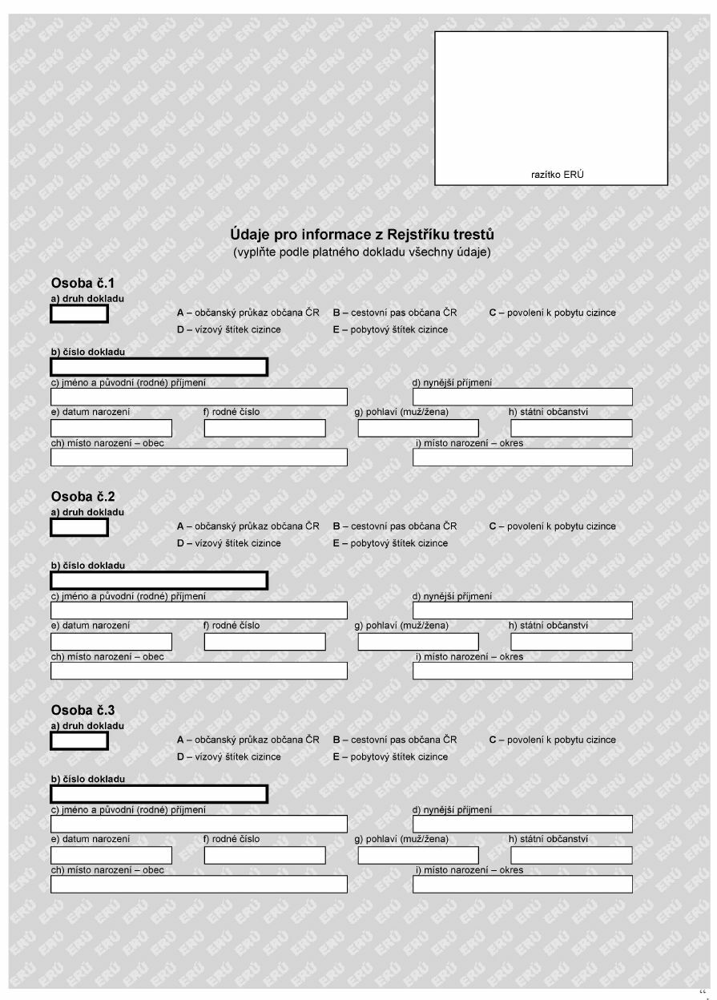 razítko ERÚ
Údaje pro informace z Rejstříku trestů
(vyplňte podle platného dokladu všechny údaje)
Osoba č.1
a) druh dokladu
A – občanský průkaz občana ČR B – cestovní pas občana ČR C – povolení k pobytu cizince
D – vízový štítek cizince E – pobytový štítek cizince
b) číslo dokladu
c) jméno a původní (rodné) příjmení d) nynější příjmení
e) datum narození f) rodné číslo g) pohlaví (muž/žena) h) státní občanství
ch) místo narození – obec i) místo narození – okres
Osoba č.2
a) druh dokladu
A – občanský průkaz občana ČR B – cestovní pas občana ČR C – povolení k pobytu cizince
D – vízový štítek cizince E – pobytový štítek cizince
b) číslo dokladu
c) jméno a původní (rodné) příjmení d) nynější příjmení
e) datum narození f) rodné číslo g) pohlaví (muž/žena) h) státní občanství
ch) místo narození – obec i) místo narození – okres
Osoba č.3
a) druh dokladu
A – občanský průkaz občana ČR B – cestovní pas občana ČR C – povolení k pobytu cizince
D – vízový štítek cizince E – pobytový štítek cizince
b) číslo dokladu
c) jméno a původní (rodné) příjmení d) nynější příjmení
e) datum narození f) rodné číslo g) pohlaví (muž/žena) h) státní občanství
ch) místo narození – obec i) místo narození – okres
“.